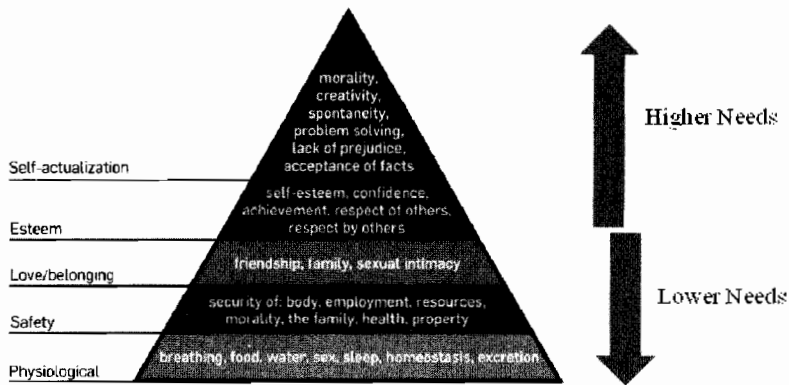 morality,
creativity,
spontaneity,
problem solving,
lack of prejudice,
acceptance of facts
Self-actualization
self-esteem, confidence,
achievement, respect of others,
respect by others
Esteem
friendship, family, sexual intimacy
Love/belonging
security of: body, employment, resources,
morality, the family, health, property
Safety
breathing, food, water, sex, sleep, homeostasis, excretion
Physiological
Higher Needs
Lower Needs